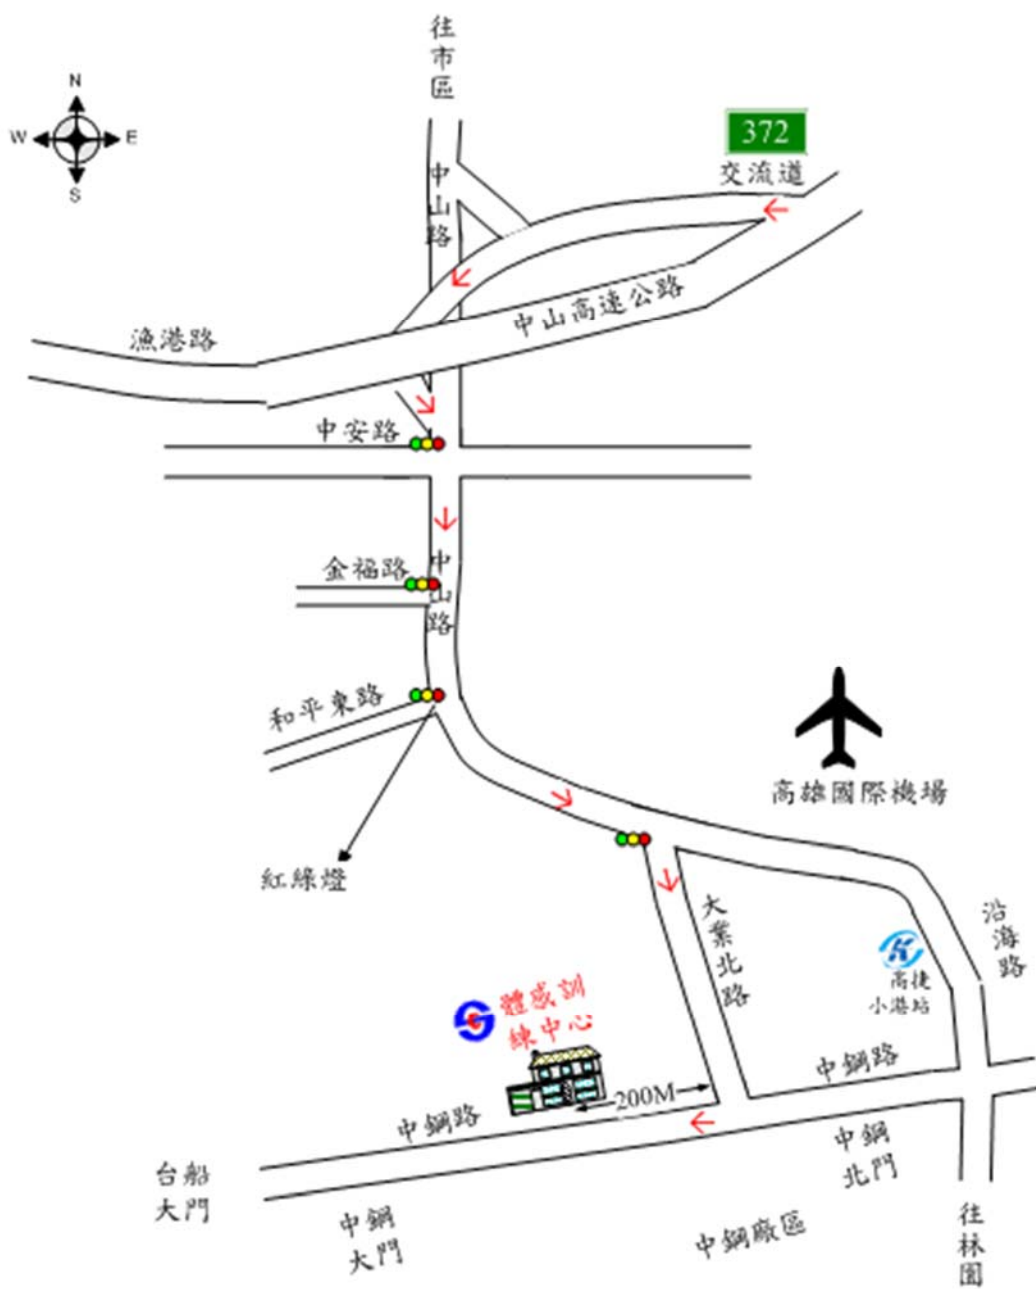 往市區
N
W
E
S
372
交流道
中山路
中山高速公路
漁港路
中安路
金福路
中山路
和平東路
高雄國際機場
紅綠燈
大業北路
沿海路
高捷
小港站
體感訓
練中心
中鋼路
200M
中鋼路
台船
大門
中鋼
北門
中鋼
大門
中鋼廠區
往林園